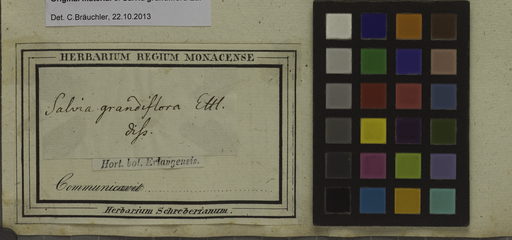 Det. C.Bräuchler, 22.10.2013
HERBARIUM REGIUM MONACENSE
Salvia grandiflora Ettl.
diss.
Hort. bot. Erlangensis.
Communicavit
Herbarium Schreberianum.